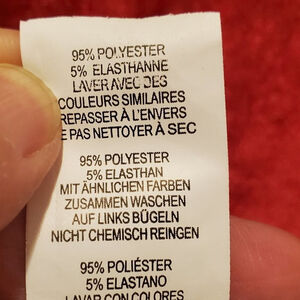 95% POLYESTER
5% ELASTHANNE
LAVER AVEC DES
COULEURS SIMILAIRES
REPASSER À L'ENVERS
E PAS NETTOYER À SEC
95% POLYESTER
5% ELASTHAN
MIT ÄHNLICHEN FARBEN
ZUSAMMEN WASCHEN
AUF LINKS BÜGELN
NICHT CHEMISCH REINGEN
95% POLIÉSTER
5% ELASTANO
LAVAR CON COLORES